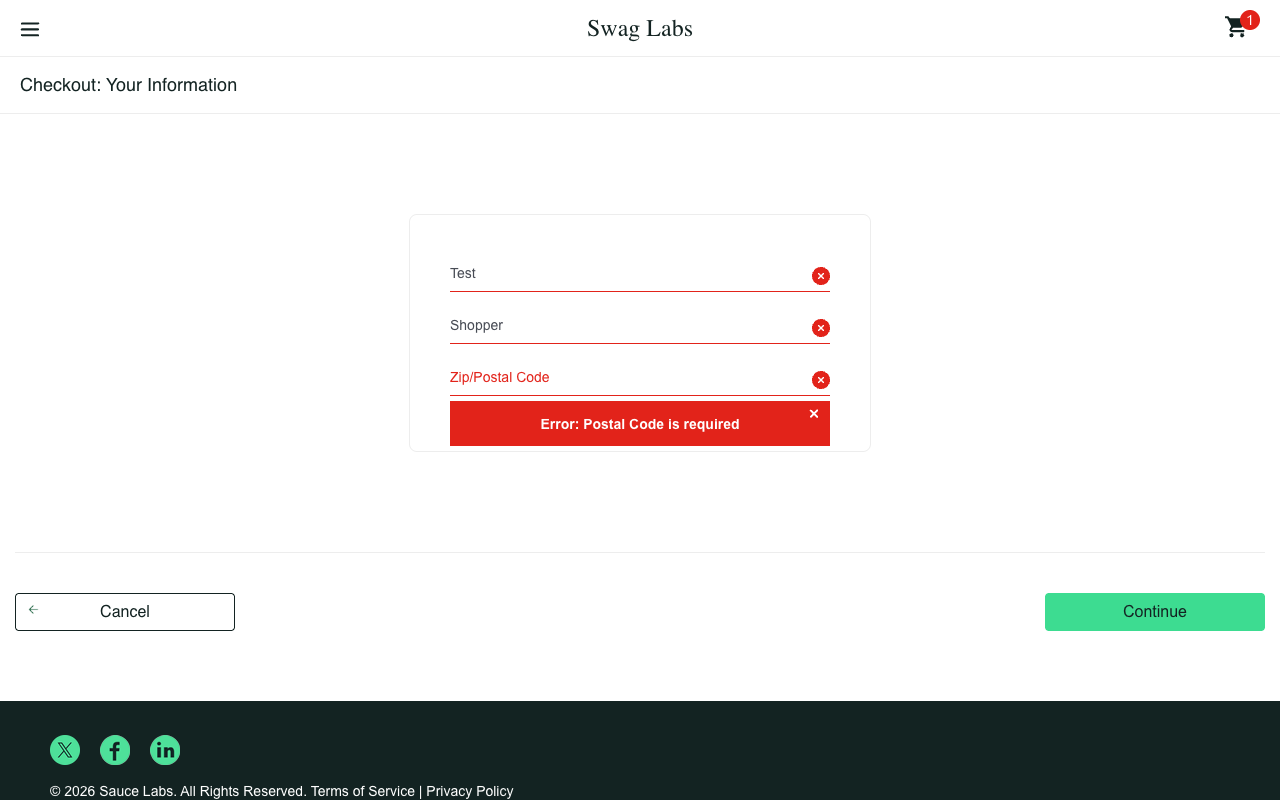 Swag Labs
1
Checkout: Your Information
Test
Shopper
Zip/Postal Code
Error: Postal Code is required
Cancel
Continue
© 2026 Sauce Labs. All Rights Reserved. Terms of Service | Privacy Policy